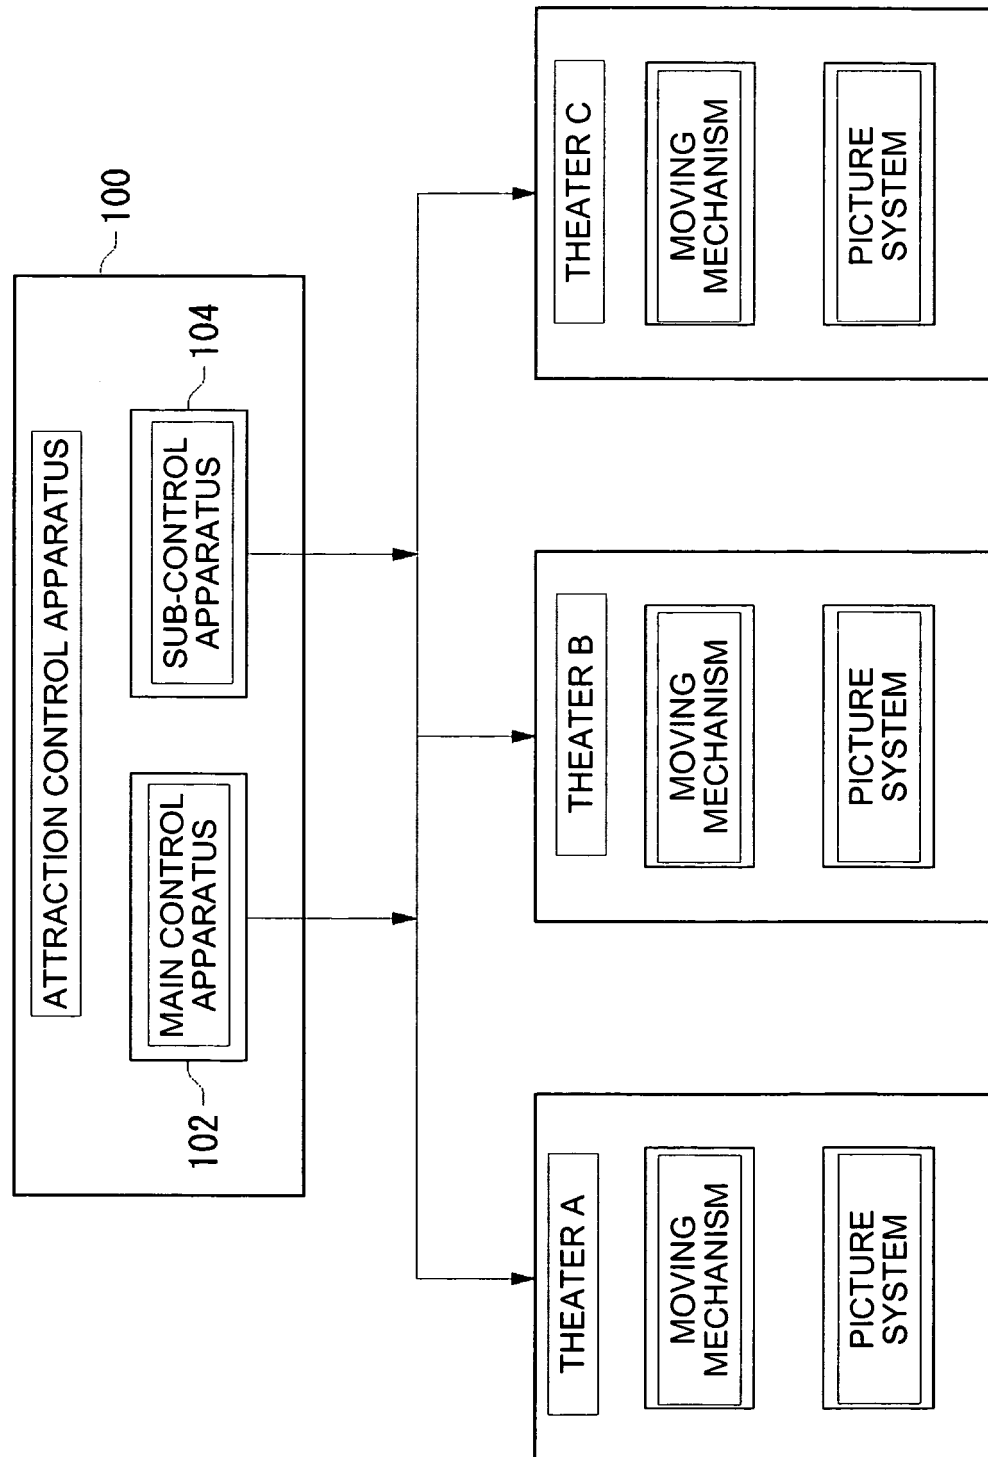 100
ATTRACTION CONTROL APPARATUS
102
MAIN CONTROL
APPARATUS
SUB-CONTROL
APPARATUS
104
THEATER A
MOVING
MECHANISM
PICTURE
SYSTEM
THEATER B
MOVING
MECHANISM
PICTURE
SYSTEM
THEATER C
MOVING
MECHANISM
PICTURE
SYSTEM